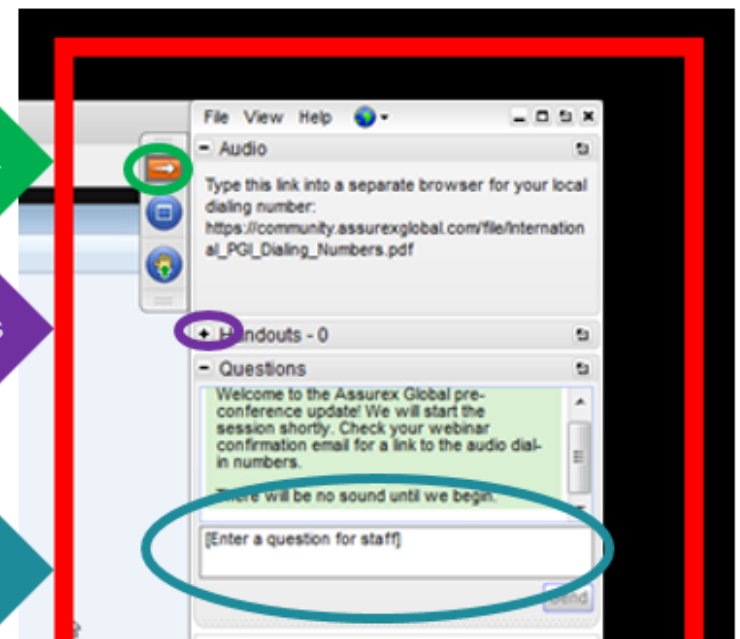 File View Help
- Audio
Type this link into a separate browser for your local
dialing number:
https://community.assurexglobal.com/file/Internation
al_PGI_Dialing_Numbers.pdf
+ Handouts - 0
- Questions
Welcome to the Assurex Global pre-
conference update! We will start the
session shortly. Check your webinar
confirmation email for a link to the audio dial-
in numbers.
There will be no sound until we begin.
[Enter a question for staff]
Send